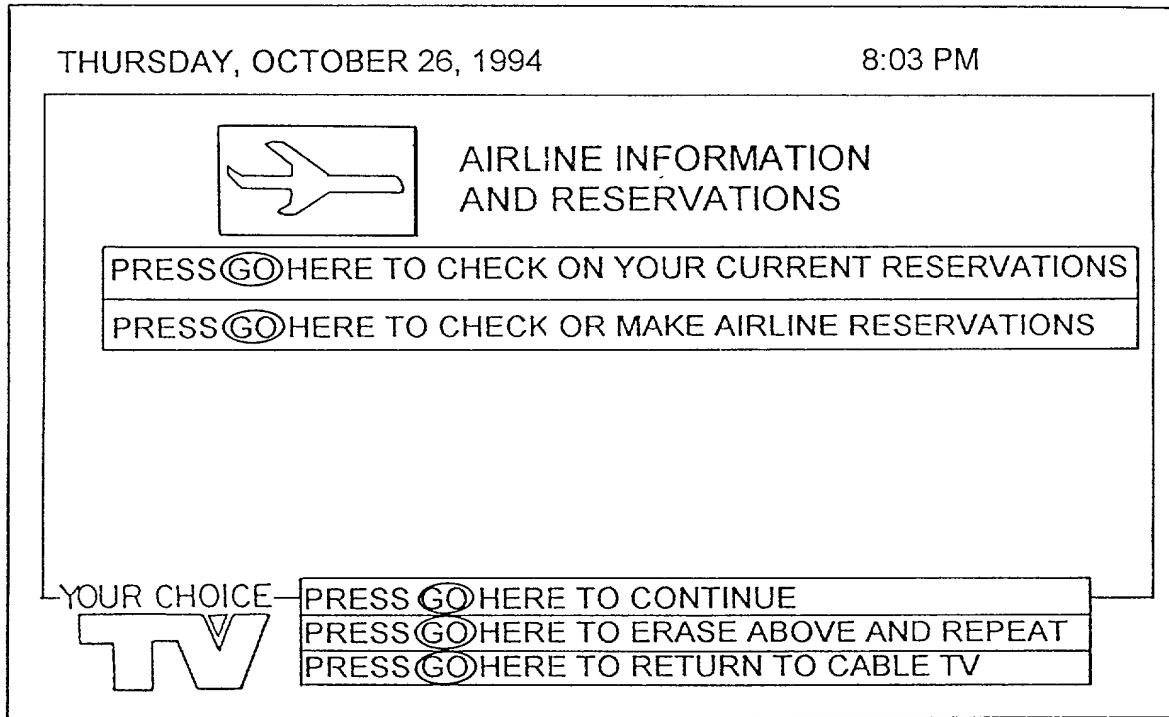 THURSDAY, OCTOBER 26, 1994 8:03 PM
AIRLINE INFORMATION
AND RESERVATIONS
PRESS GO HERE TO CHECK ON YOUR CURRENT RESERVATIONS
PRESS GO HERE TO CHECK OR MAKE AIRLINE RESERVATIONS
YOUR CHOICE
TV
PRESS GO HERE TO CONTINUE
PRESS GO HERE TO ERASE ABOVE AND REPEAT
PRESS GO HERE TO RETURN TO CABLE TV